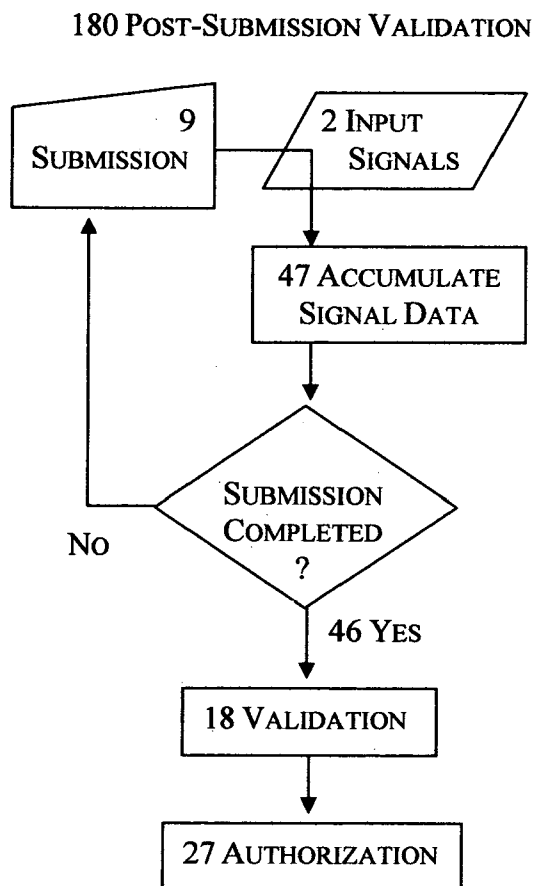 180 POST-SUBMISSION VALIDATION
9
SUBMISSION
2 INPUT
SIGNALS
47 ACCUMULATE
SIGNAL DATA
SUBMISSION
COMPLETED
?
NO
46 YES
18 VALIDATION
27 AUTHORIZATION